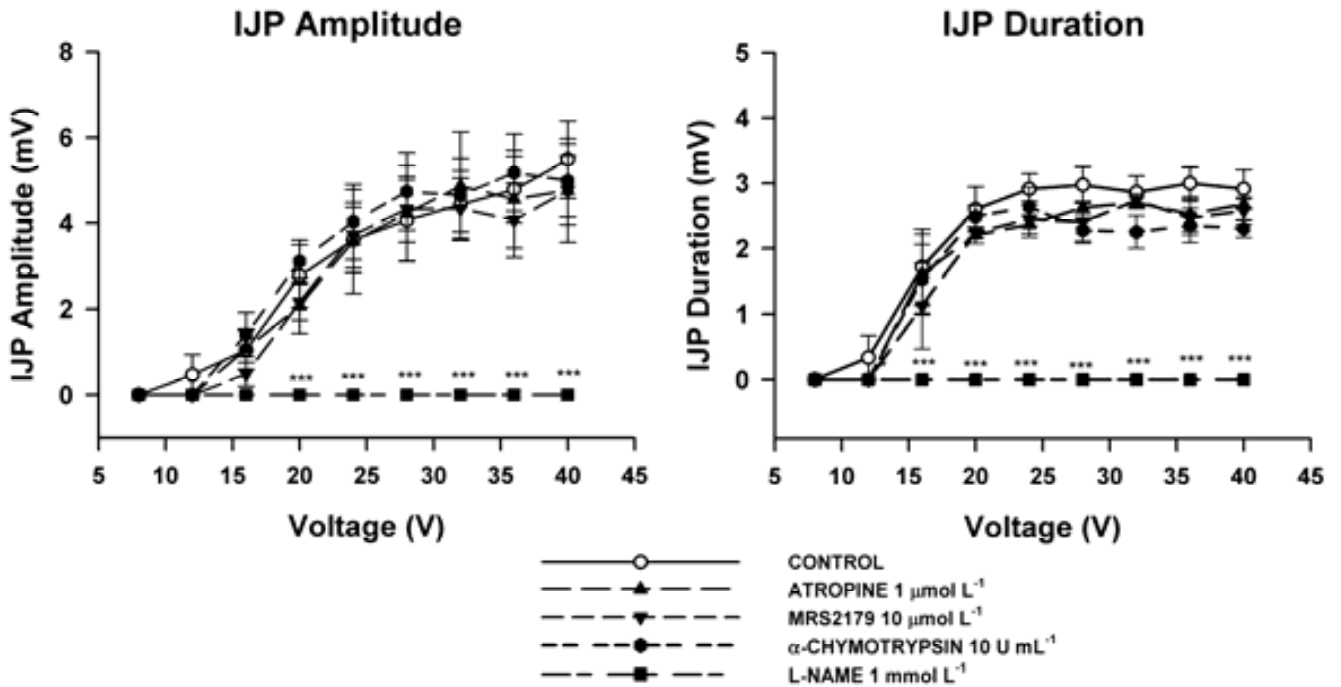 IJP Amplitude
IJP Amplitude (mV)
8
6
4
2
0
5 10 15 20 25 30 35 40 45
*** *** *** *** *** ***
Voltage (V)
IJP Duration
IJP Duration (mV)
5
4
3
2
1
0
5 10 15 20 25 30 35 40 45
*** *** *** *** *** *** ***
Voltage (V)
CONTROL
ATROPINE 1 μmol L⁻¹
MRS2179 10 μmol L⁻¹
α-CHYMOTRYPSIN 10 U mL⁻¹
L-NAME 1 mmol L⁻¹